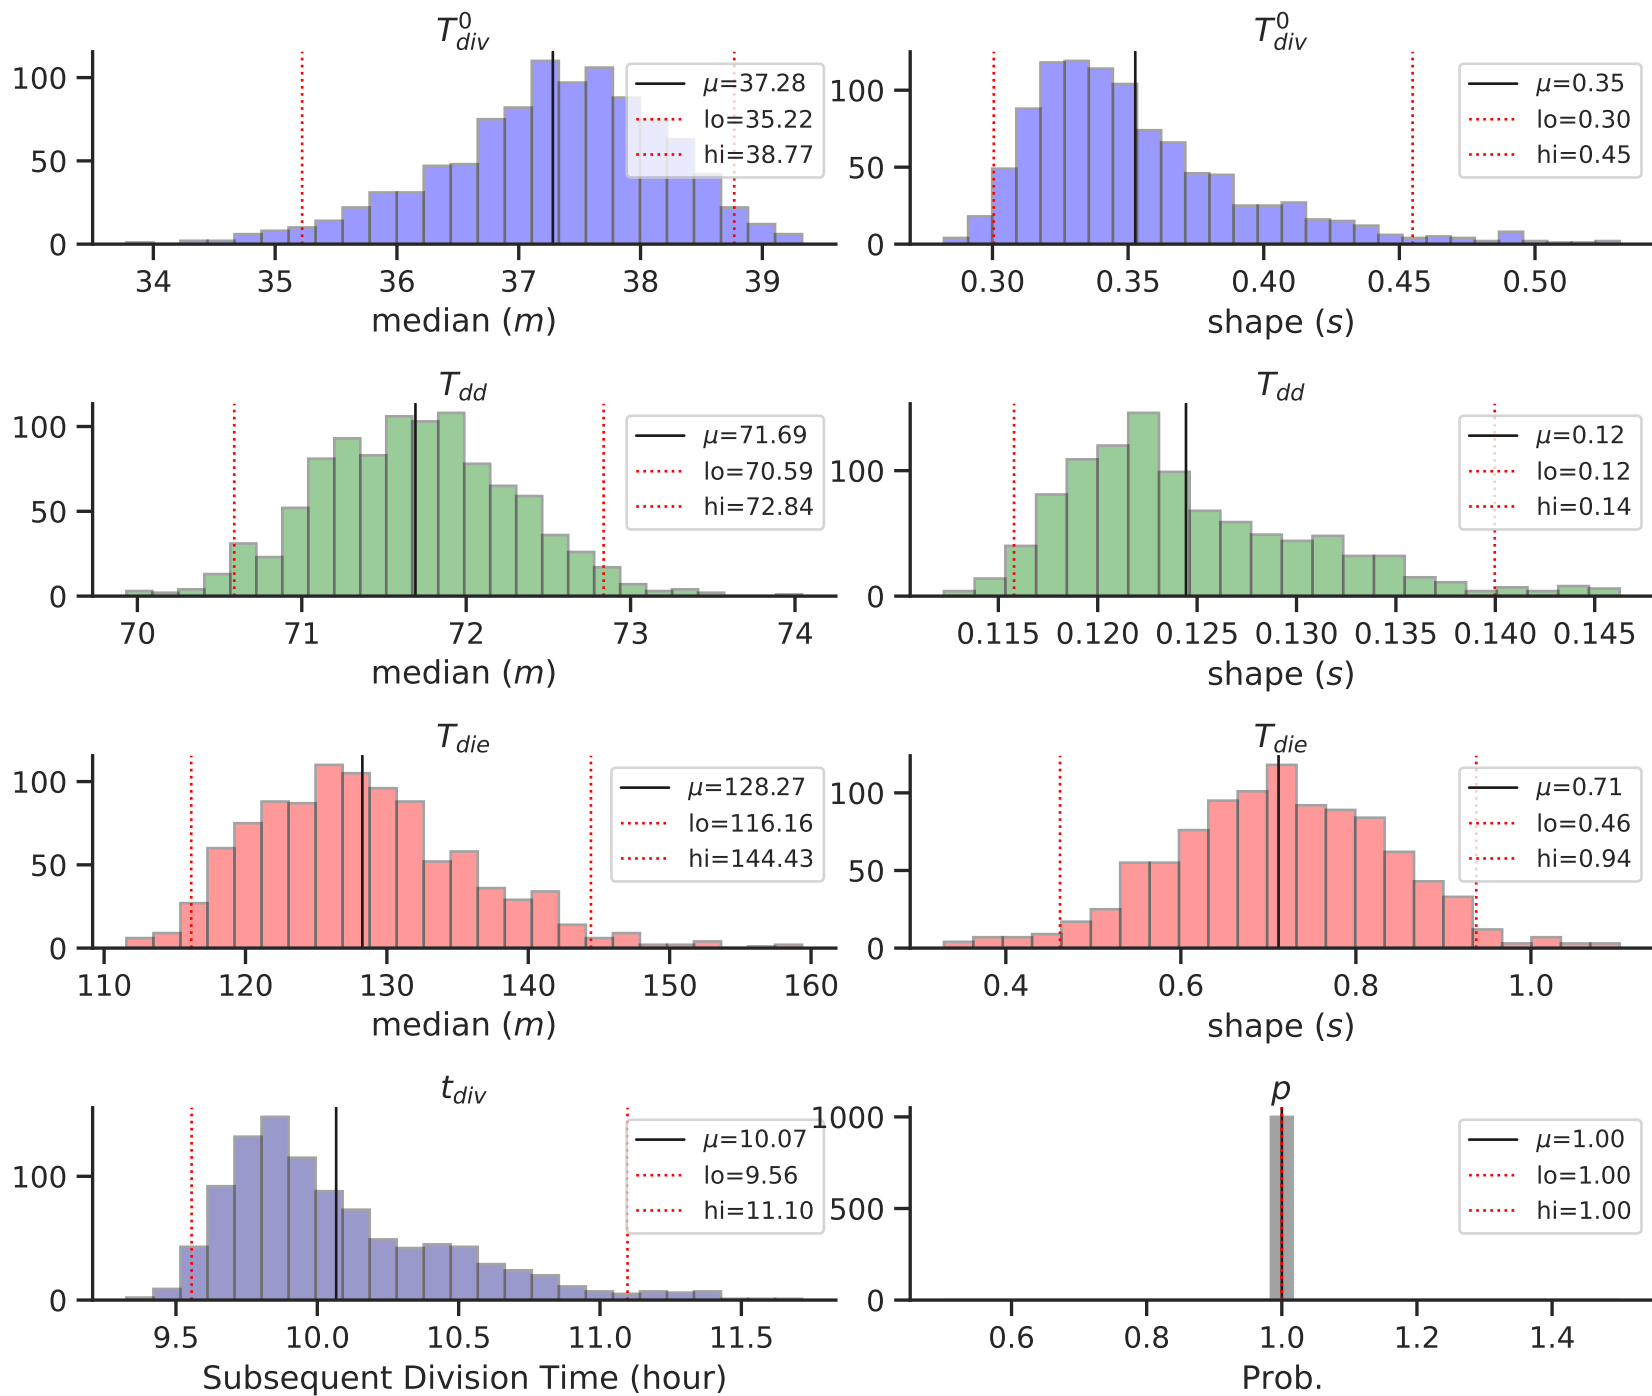 T⁰div
100
50
0
μ=37.28
lo=35.22
hi=38.77
34 35 36 37 38 39
median (m)
T⁰div
100
50
0
μ=0.35
lo=0.30
hi=0.45
0.30 0.35 0.40 0.45 0.50
shape (s)
Tdd
100
50
0
μ=71.69
lo=70.59
hi=72.84
70 71 72 73 74
median (m)
Tdd
100
0
μ=0.12
lo=0.12
hi=0.14
0.115 0.120 0.125 0.130 0.135 0.140 0.145
shape (s)
Tdie
100
50
0
μ=128.27
lo=116.16
hi=144.43
110 120 130 140 150 160
median (m)
Tdie
100
50
0
μ=0.71
lo=0.46
hi=0.94
0.4 0.6 0.8 1.0
shape (s)
tdiv
100
0
μ=10.07
lo=9.56
hi=11.10
9.5 10.0 10.5 11.0 11.5
Subsequent Division Time (hour)
p
1000
500
0
μ=1.00
lo=1.00
hi=1.00
0.6 0.8 1.0 1.2 1.4
Prob.